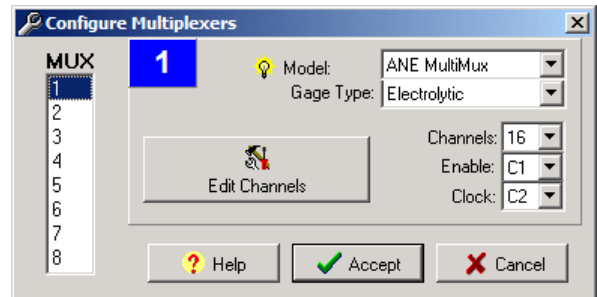 Configure Multiplexers
MUX
1
2
3
4
5
6
7
8
1
Model: ANE MultiMux
Gage Type: Electrolytic
Edit Channels
Channels: 16
Enable: C1
Clock: C2
? Help
Accept
Cancel